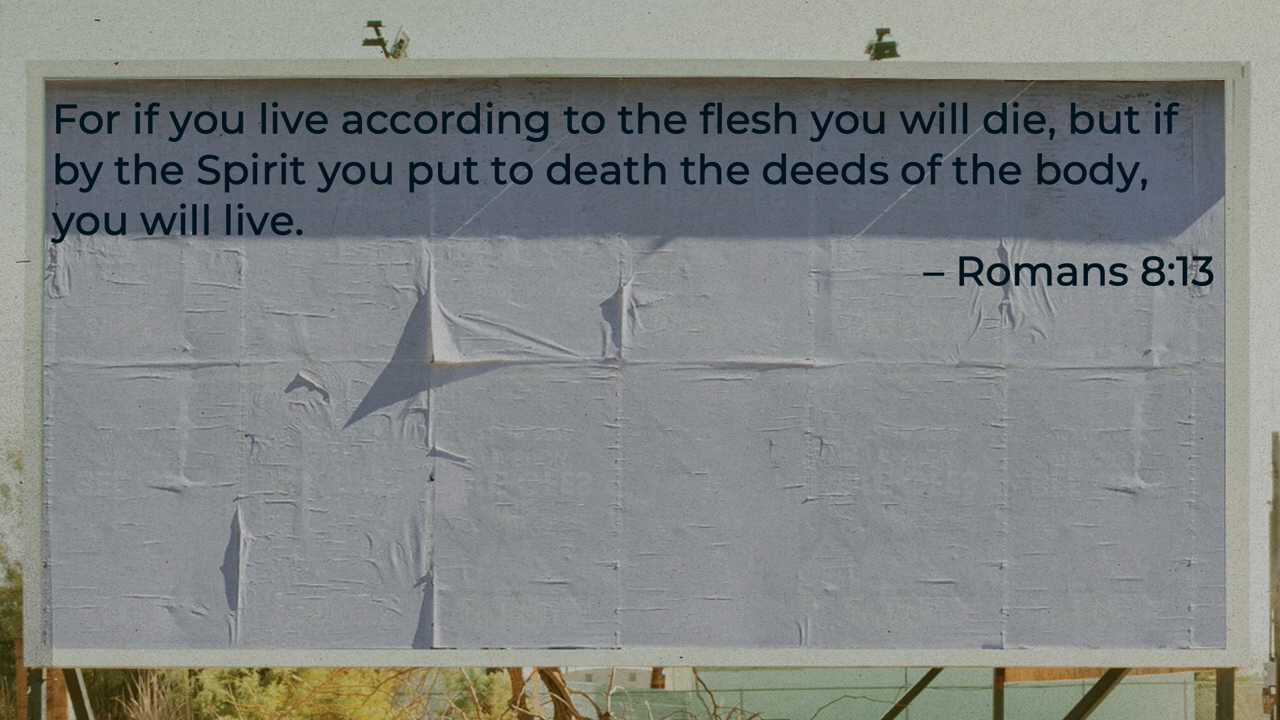 For if you live according to the flesh you will die, but if
by the Spirit you put to death the deeds of the body,
you will live.
– Romans 8:13